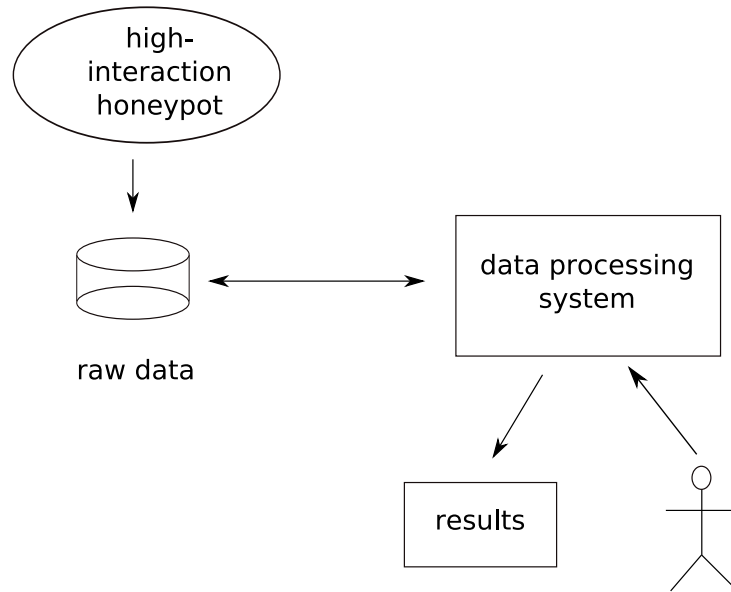 high-
interaction
honeypot
data processing
system
raw data
results